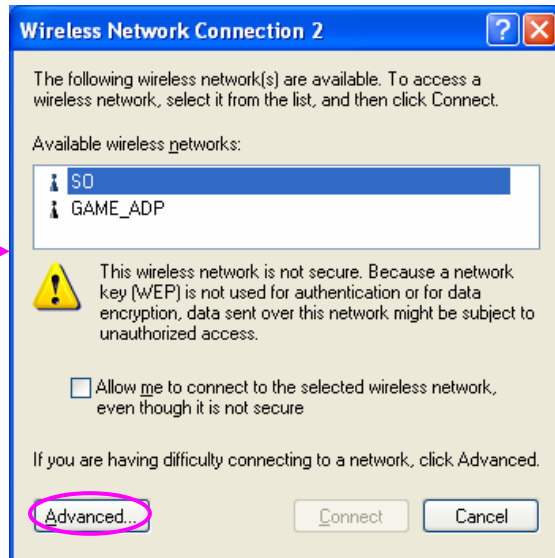 Wireless Network Connection 2
The following wireless network(s) are available. To access a
wireless network, select it from the list, and then click Connect.
Available wireless networks:
SO
GAME_ADP
This wireless network is not secure. Because a network
key (WEP) is not used for authentication or for data
encryption, data sent over this network might be subject to
unauthorized access.
Allow me to connect to the selected wireless network,
even though it is not secure
If you are having difficulty connecting to a network, click Advanced.
Advanced... Connect Cancel